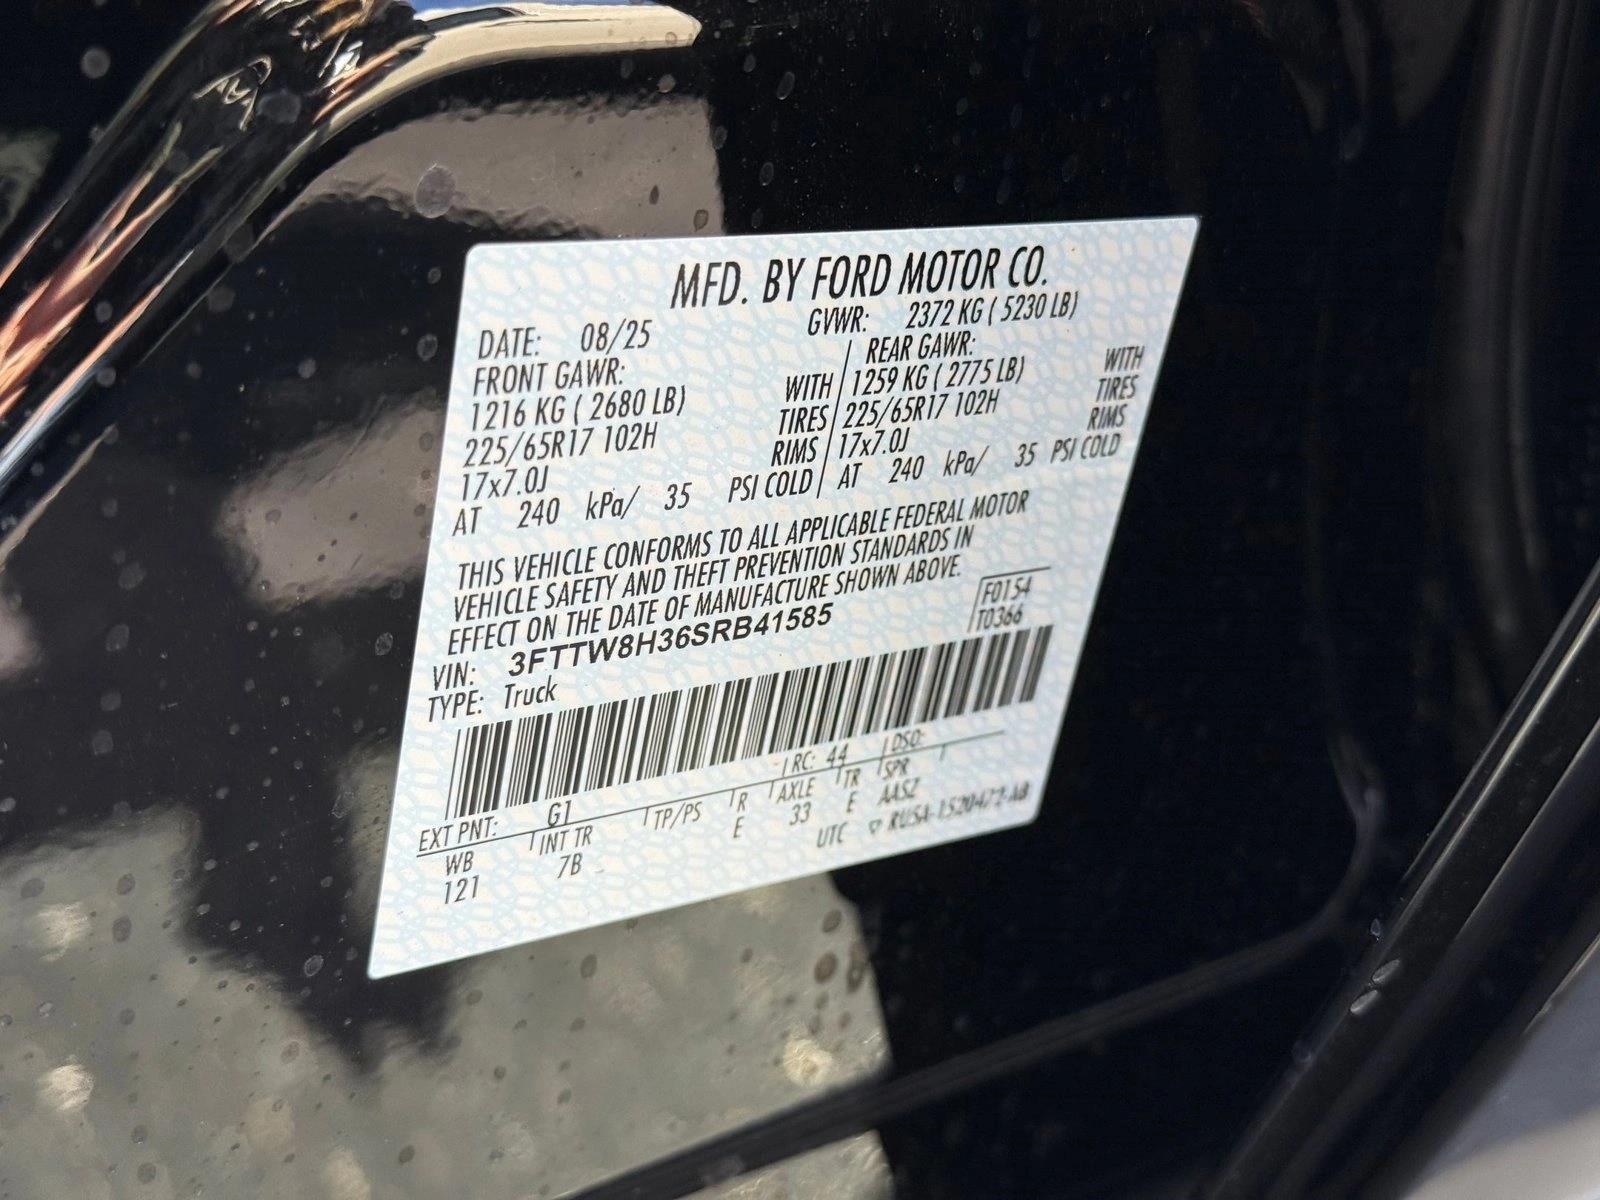 MFD. BY FORD MOTOR CO.
DATE: 08/25 GVWR: 2372 KG ( 5230 LB)
FRONT GAWR: REAR GAWR:
1216 KG ( 2680 LB) WITH 1259 KG ( 2775 LB) WITH
225/65R17 102H TIRES 225/65R17 102H TIRES
17x7.0J RIMS 17x7.0J RIMS
AT 240 kPa/ 35 PSI COLD AT 240 kPa/ 35 PSI COLD
THIS VEHICLE CONFORMS TO ALL APPLICABLE FEDERAL MOTOR
VEHICLE SAFETY AND THEFT PREVENTION STANDARDS IN
EFFECT ON THE DATE OF MANUFACTURE SHOWN ABOVE.
VIN: 3FTTW8H36SRB41585 F0154
TYPE: Truck T0366
EXT PNT: G1 RC: 44 DSO:
WB INT TR TP/PS R AXLE TR SPR
121 7B E 33 E AASZ
UTC RUSA-1520472-AB